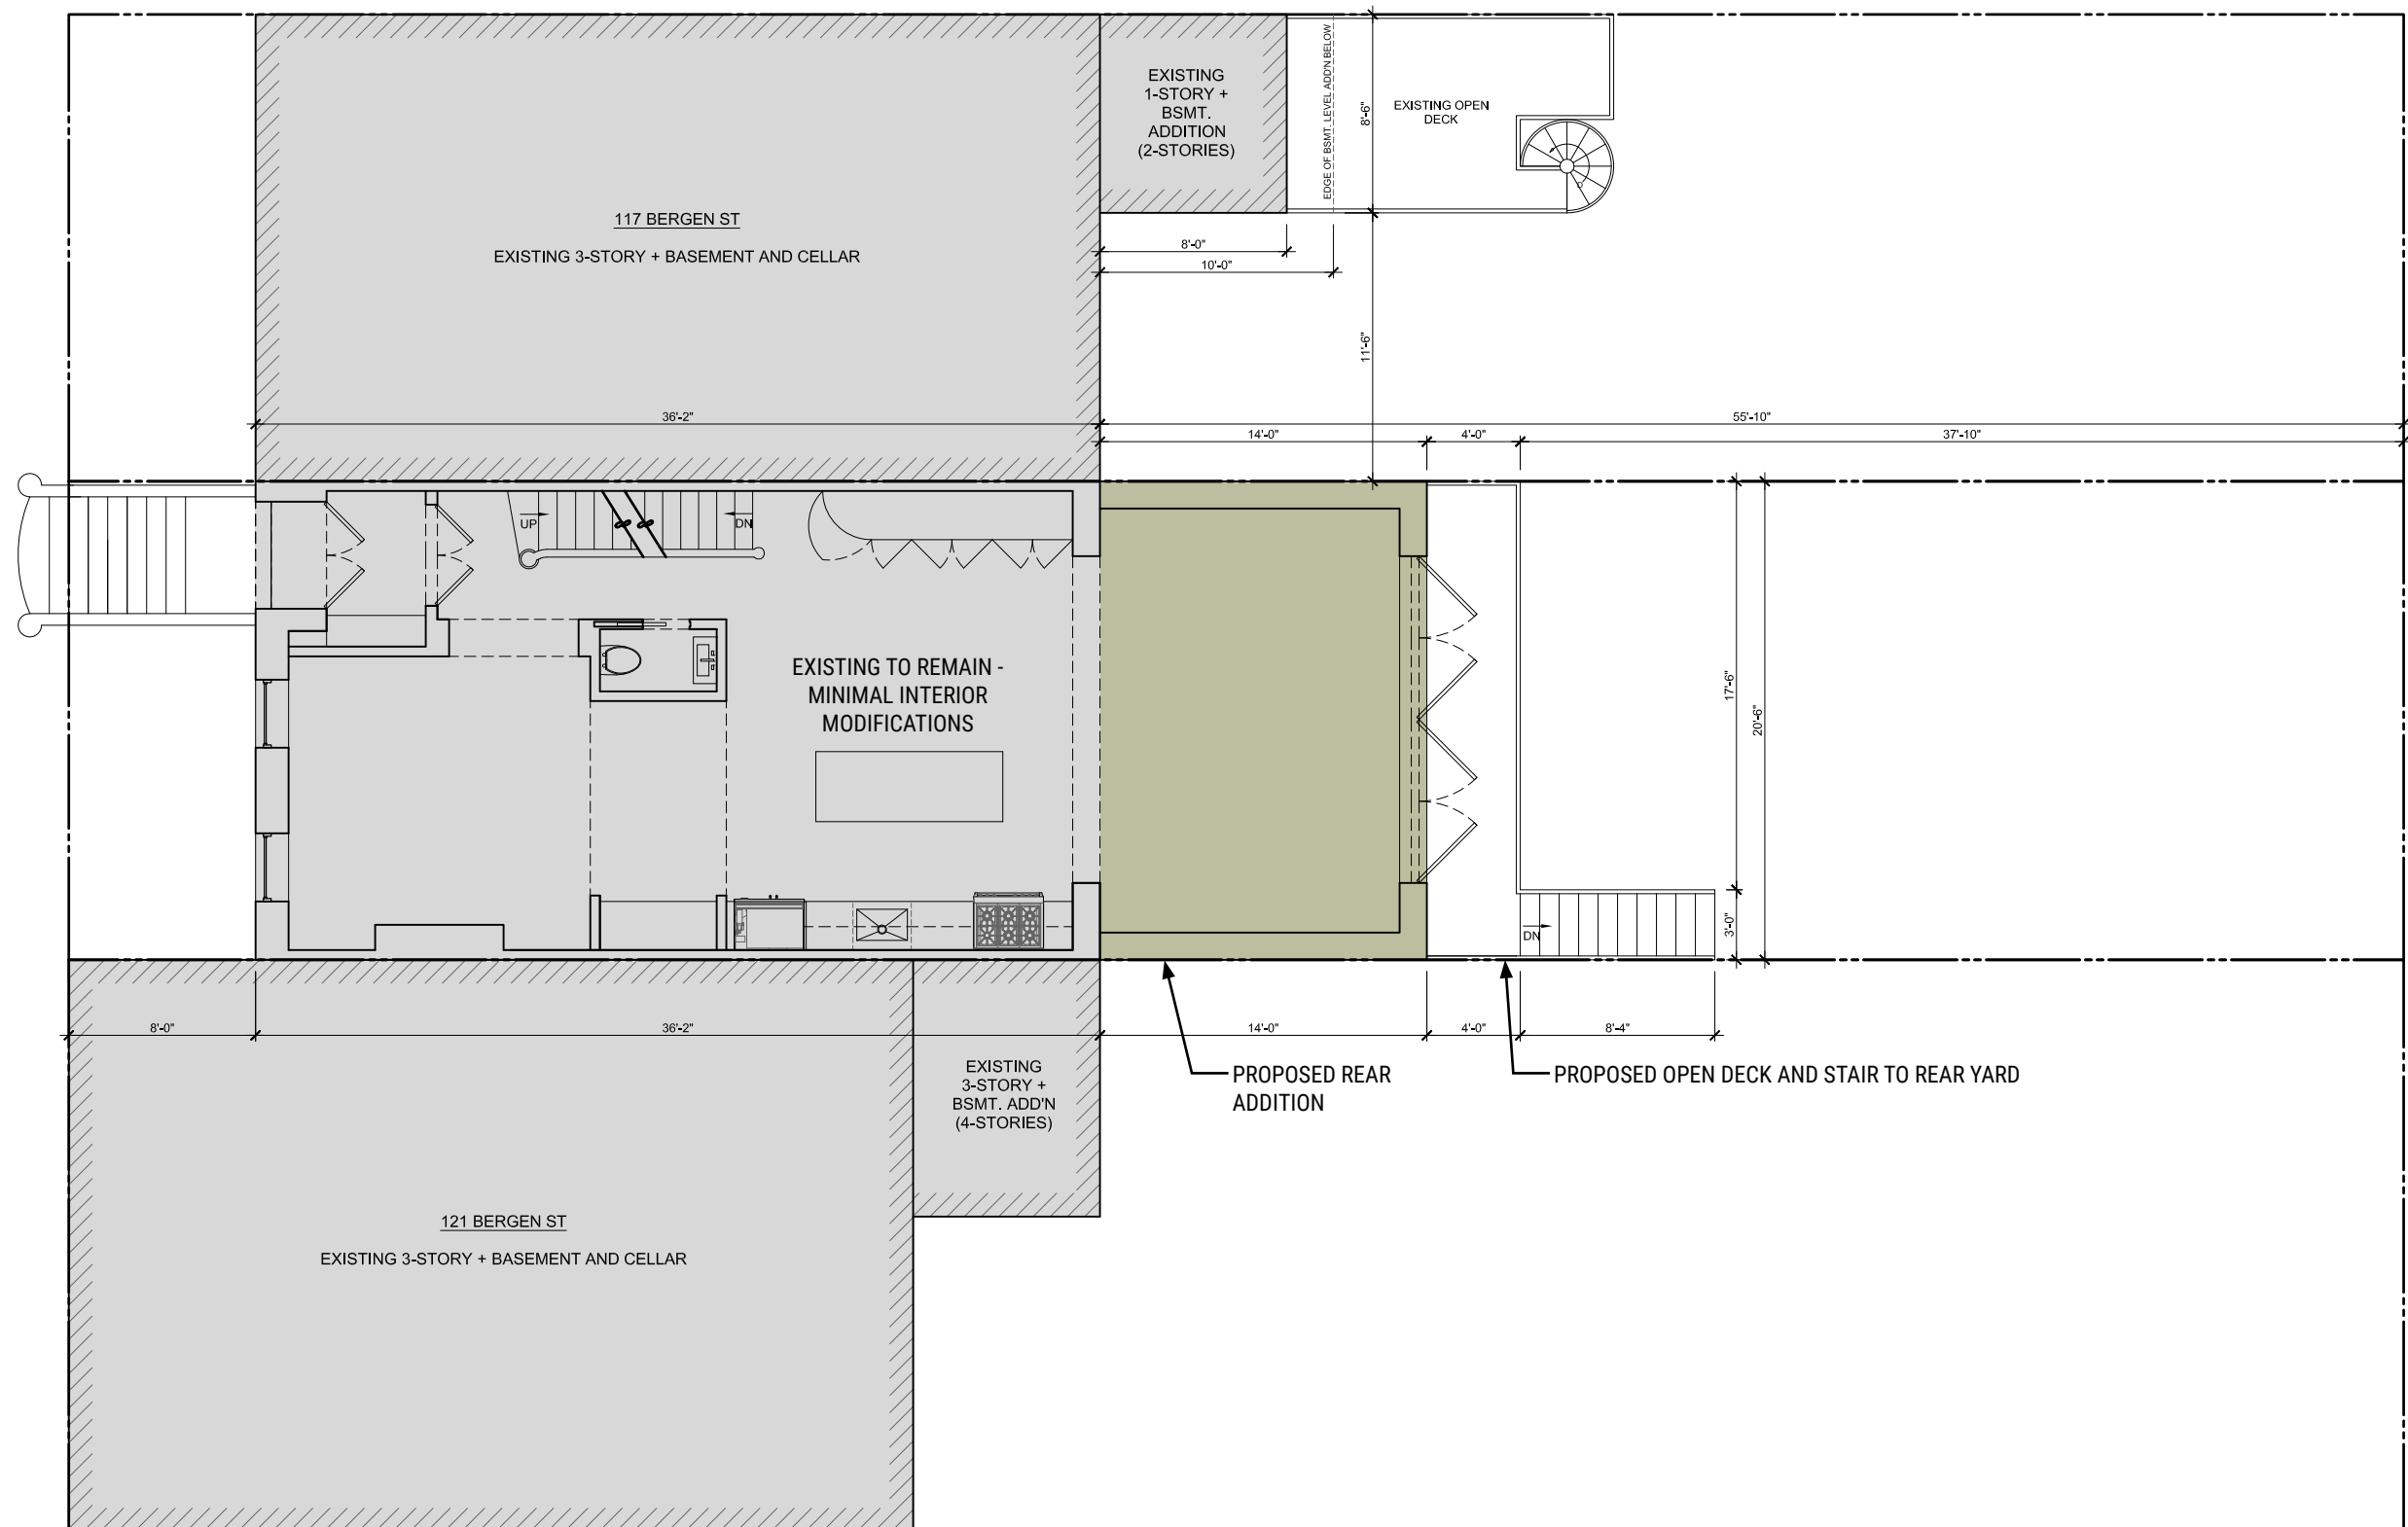 EXISTING
1-STORY +
BSMT.
ADDITION
(2-STORIES)
EDGE OF BSMT. LEVEL ADD'N BELOW
8'-6"
EXISTING OPEN
DECK
D
117 BERGEN ST
EXISTING 3-STORY + BASEMENT AND CELLAR
8'-0"
10'-0"
11'-6"
36'-2"
55'-10"
14'-0"
4'-0"
37'-10"
UP
DN
EXISTING TO REMAIN -
MINIMAL INTERIOR
MODIFICATIONS
17'-6"
20'-6"
DN
3'-0"
8'-0"
36'-2"
14'-0"
4'-0"
8'-4"
EXISTING
3-STORY +
BSMT. ADD'N
(4-STORIES)
PROPOSED REAR
ADDITION
PROPOSED OPEN DECK AND STAIR TO REAR YARD
121 BERGEN ST
EXISTING 3-STORY + BASEMENT AND CELLAR